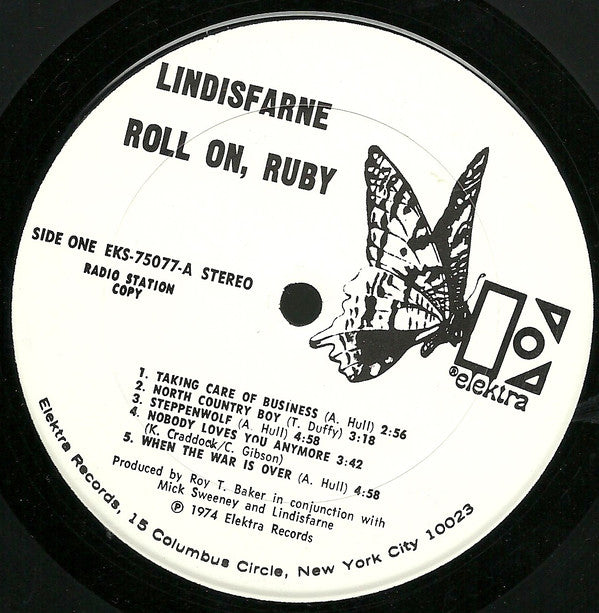 LINDISFARNE
ROLL ON, RUBY
SIDE ONE EKS-75077-A STEREO
RADIO STATION
COPY
®elektra
1. TAKING CARE OF BUSINESS (A. Hull) 2:56
2. NORTH COUNTRY BOY (T. Duffy) 3:18
3. STEPPENWOLF (A. Hull) 4:58
4. NOBODY LOVES YOU ANYMORE 3:42
(K. Craddock/C. Gibson)
5. WHEN THE WAR IS OVER (A. Hull) 4:58
Produced by Roy T. Baker in conjunction with
Mick Sweeney and Lindisfarne
℗ 1974 Elektra Records
Elektra Records, 15 Columbus Circle, New York City 10023